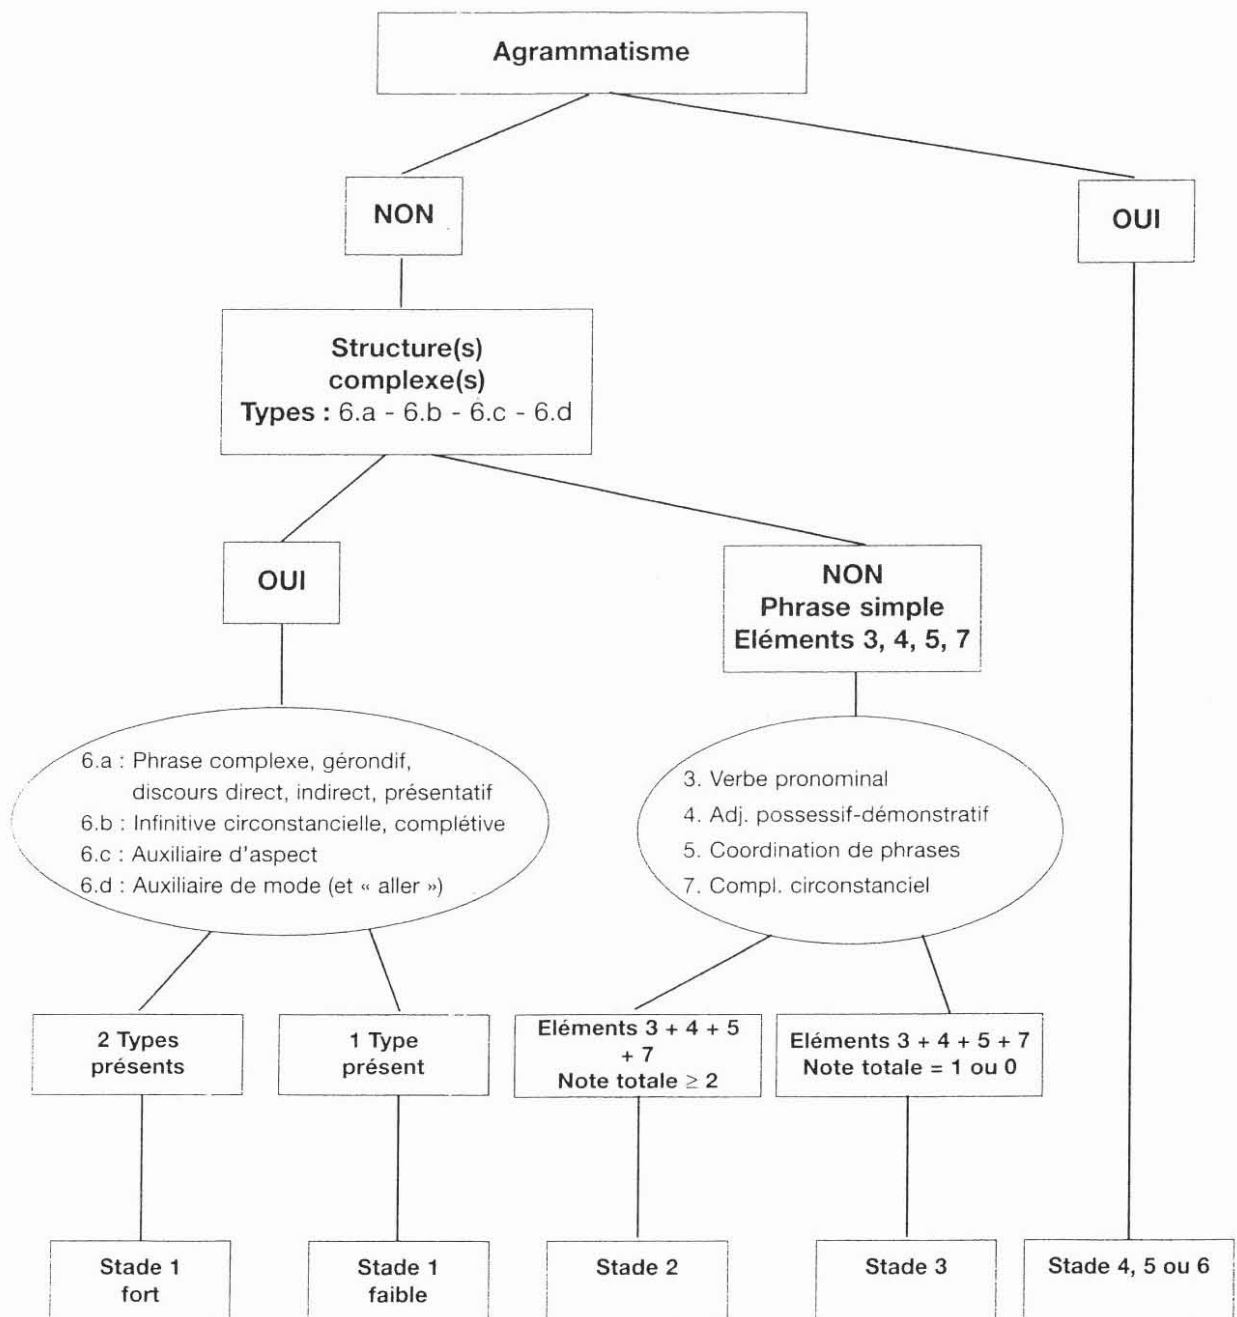 Agrammatisme
NON
OUI
Structure(s)
complexe(s)
Types : 6.a - 6.b - 6.c - 6.d
OUI
NON
Phrase simple
Eléments 3, 4, 5, 7
6.a : Phrase complexe, gérondif,
discours direct, indirect, présentatif
6.b : Infinitive circonstancielle, complétive
6.c : Auxiliaire d'aspect
6.d : Auxiliaire de mode (et « aller »)
3. Verbe pronominal
4. Adj. possessif-démonstratif
5. Coordination de phrases
7. Compl. circonstanciel
2 Types
présents
1 Type
présent
Eléments 3 + 4 + 5
+ 7
Note totale ≥ 2
Eléments 3 + 4 + 5 + 7
Note totale = 1 ou 0
Stade 1
fort
Stade 1
faible
Stade 2
Stade 3
Stade 4, 5 ou 6